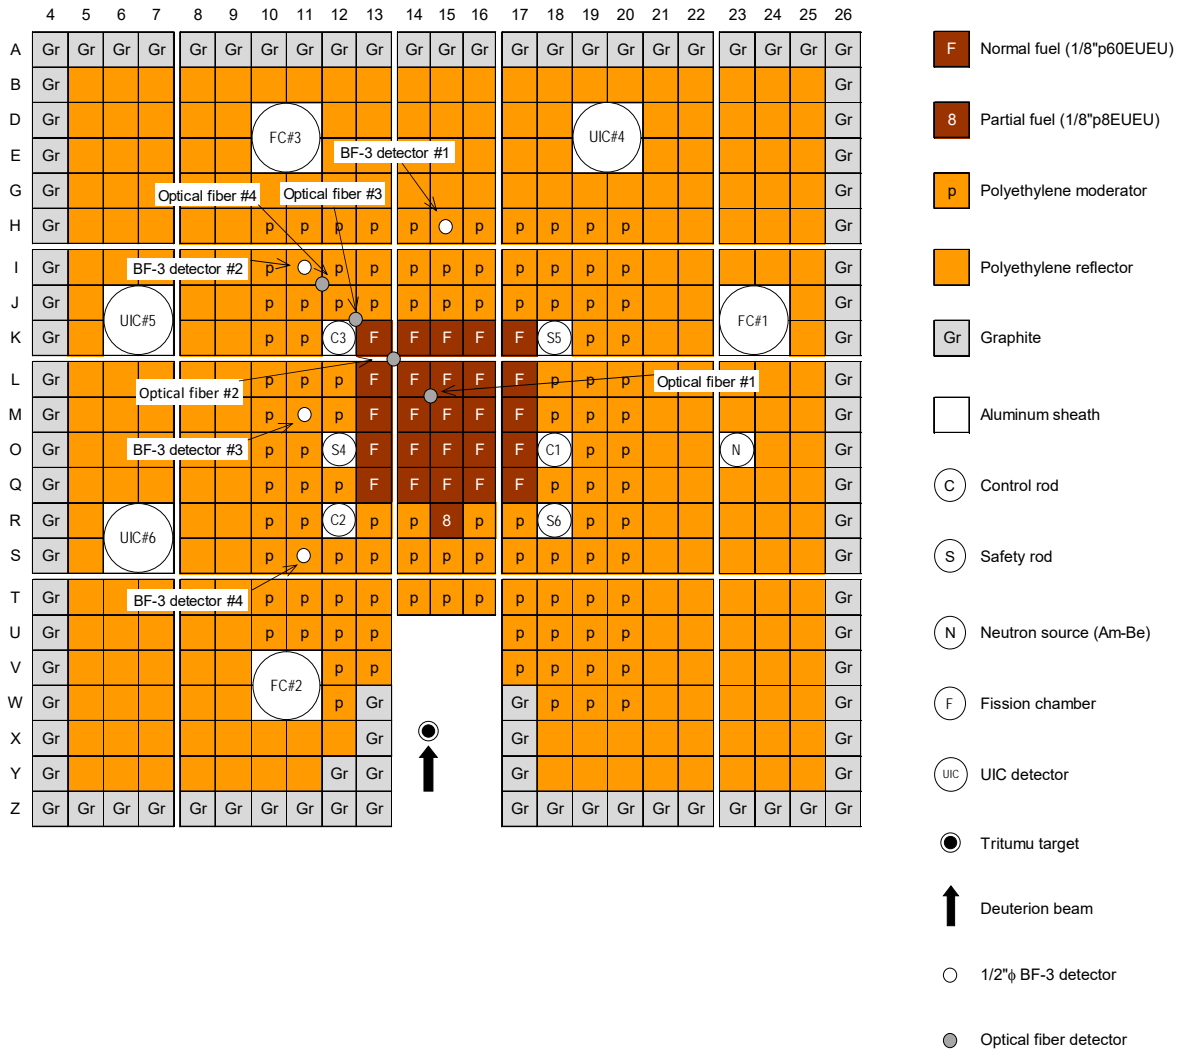 4 5 6 7 8 9 10 11 12 13 14 15 16 17 18 19 20 21 22 23 24 25 26
A Gr Gr Gr Gr Gr Gr Gr Gr Gr Gr Gr Gr Gr Gr Gr Gr Gr Gr Gr Gr Gr Gr Gr
B Gr Gr
D Gr Gr
FC#3 UIC#4
E Gr Gr
BF-3 detector #1
G Gr Gr
Optical fiber #4 Optical fiber #3
H Gr p p p p p p p p p p Gr
I Gr p p p p p p p p p p Gr
BF-3 detector #2
J Gr p p p p p p p p p p p Gr
UIC#5 FC#1
K Gr p p C3 F F F F F S5 p p Gr
L Gr p p p F F F F F p p p Gr
Optical fiber #2
Optical fiber #1
M Gr p p F F F F F p p p Gr
BF-3 detector #3
O Gr p p S4 F F F F F C1 p p N Gr
Q Gr p p p F F F F F p p p Gr
R Gr p p C2 p p 8 p p S6 p p Gr
UIC#6
S Gr p p p p p p p p p p Gr
BF-3 detector #4
T Gr p p p p p p p p p p p Gr
U Gr p p p p p p p p Gr
V Gr p p p p p p Gr
FC#2
W Gr p Gr Gr p p p Gr
X Gr Gr Gr Gr
Y Gr Gr Gr Gr Gr
Z Gr Gr Gr Gr Gr Gr Gr Gr Gr Gr Gr Gr Gr Gr Gr Gr Gr Gr Gr Gr
F Normal fuel (1/8"p60EUEU)
8 Partial fuel (1/8"p8EUEU)
p Polyethylene moderator
Polyethylene reflector
Gr Graphite
Aluminum sheath
C Control rod
S Safety rod
N Neutron source (Am-Be)
F Fission chamber
UIC UIC detector
Tritumu target
Deuterion beam
1/2"ϕ BF-3 detector
Optical fiber detector